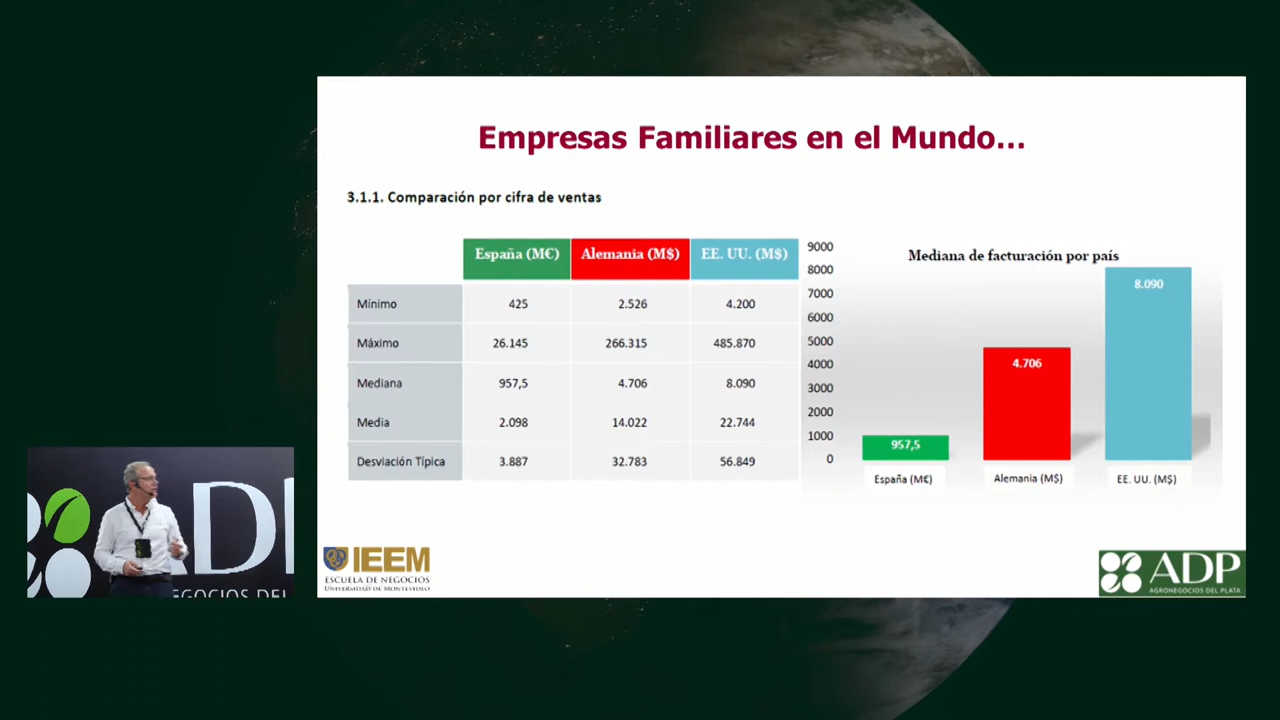 Empresas Familiares en el Mundo...
3.1.1. Comparación por cifra de ventas
España (M€) Alemania (M$) EE. UU. (M$)
Mínimo 425 2.526 4.200
Máximo 26.145 266.315 485.870
Mediana 957,5 4.706 8.090
Media 2.098 14.022 22.744
Desviación Típica 3.887 32.783 56.849
Mediana de facturación por país
9000
8000
7000
6000
5000
4000
3000
2000
1000
0
957,5
4.706
8.090
España (M€) Alemania (M$) EE. UU. (M$)
IEEM
ESCUELA DE NEGOCIOS
UNIVERSIDAD DE MONTEVIDEO
ADP
AGRONEGOCIOS DEL PLATA
AD
EGOCIOS DEL